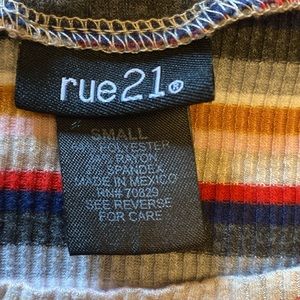 rue21®
SMALL
POLYESTER
RAYON
SPANDEX
MADE IN MEXICO
RN# 70829
SEE REVERSE
FOR CARE